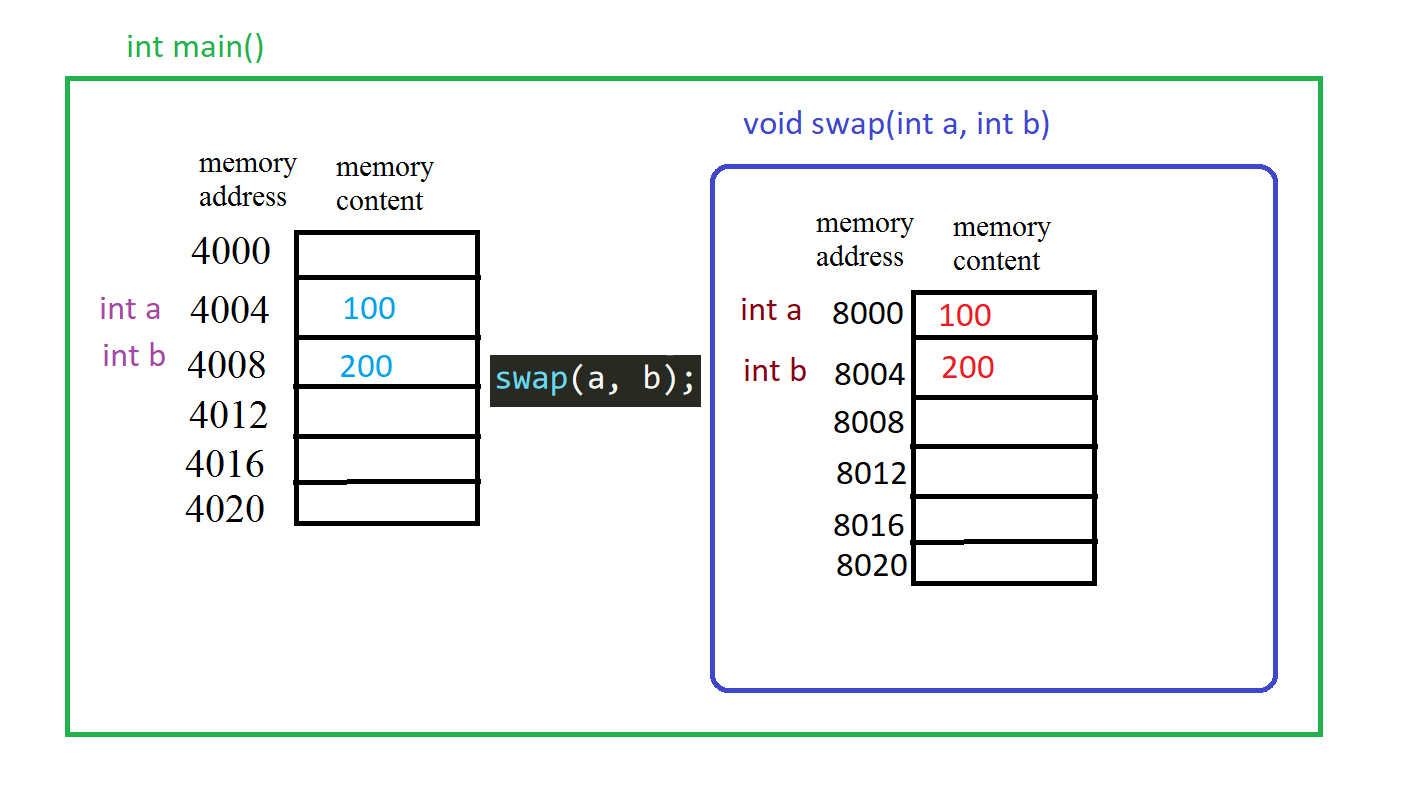 int main()
void swap(int a, int b)
memory
address
memory
content
4000
int a 4004 100
int b 4008 200
4012
4016
4020
swap(a, b);
memory
address
memory
content
int a 8000 100
int b 8004 200
8008
8012
8016
8020